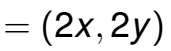 = (2x, 2y)